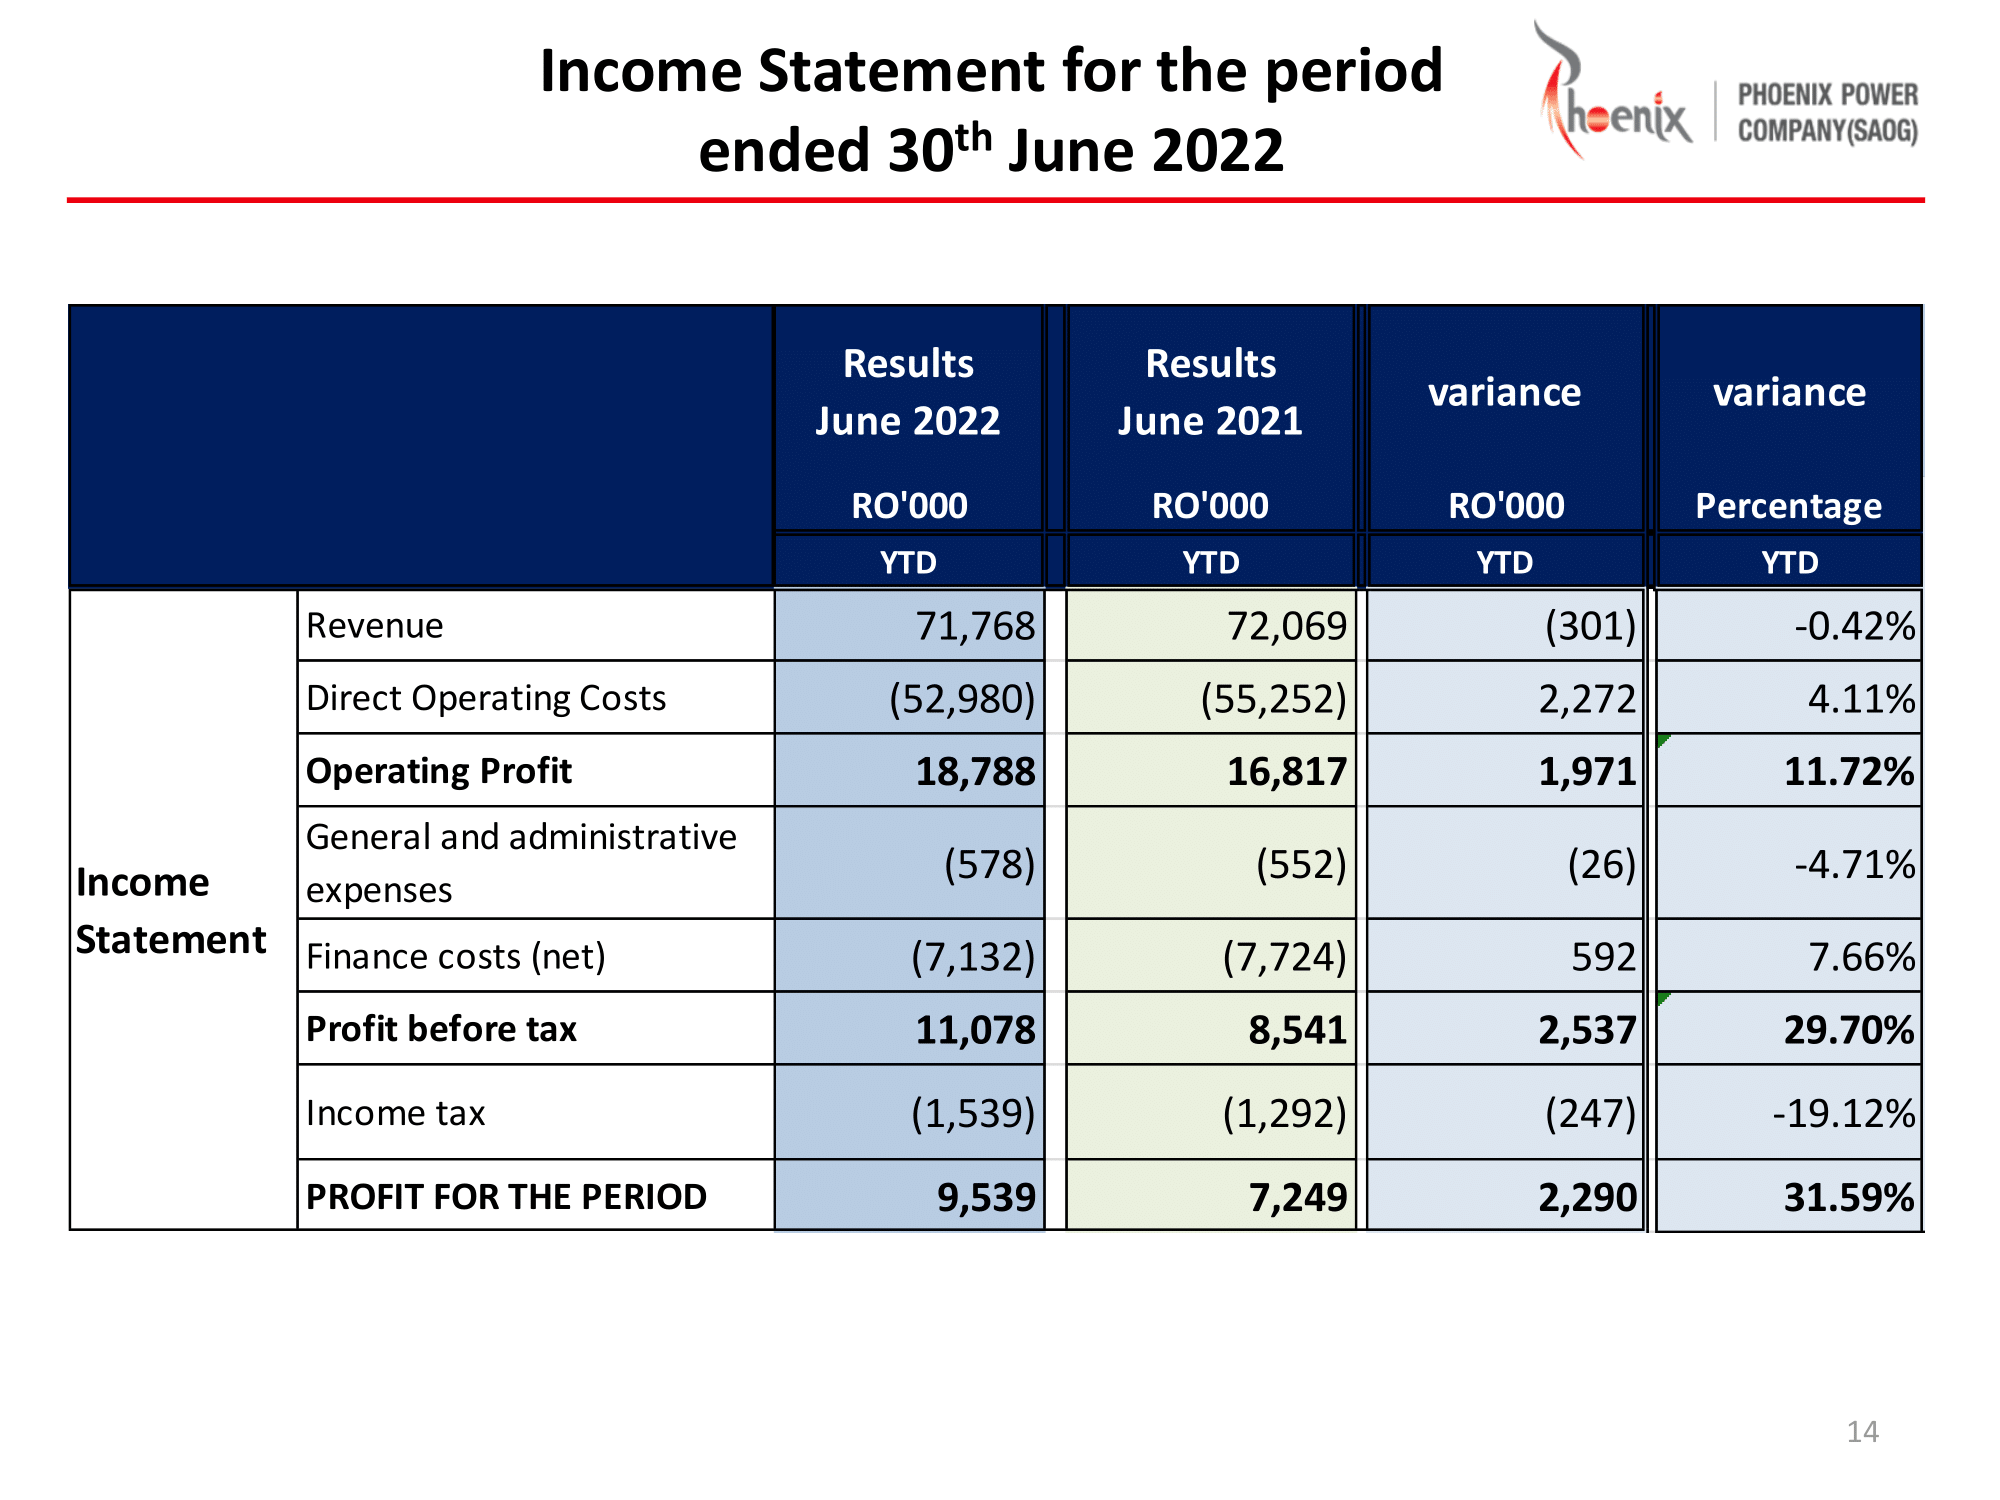 Income Statement for the period
ended 30th June 2022
Phoenix
PHOENIX POWER
COMPANY(SAOG)
Results June 2022 Results June 2021 variance variance
RO'000 RO'000 RO'000 Percentage
YTD YTD YTD YTD
Income Statement
Revenue 71,768 72,069 (301) -0.42%
Direct Operating Costs (52,980) (55,252) 2,272 4.11%
Operating Profit 18,788 16,817 1,971 11.72%
General and administrative expenses (578) (552) (26) -4.71%
Finance costs (net) (7,132) (7,724) 592 7.66%
Profit before tax 11,078 8,541 2,537 29.70%
Income tax (1,539) (1,292) (247) -19.12%
PROFIT FOR THE PERIOD 9,539 7,249 2,290 31.59%
14